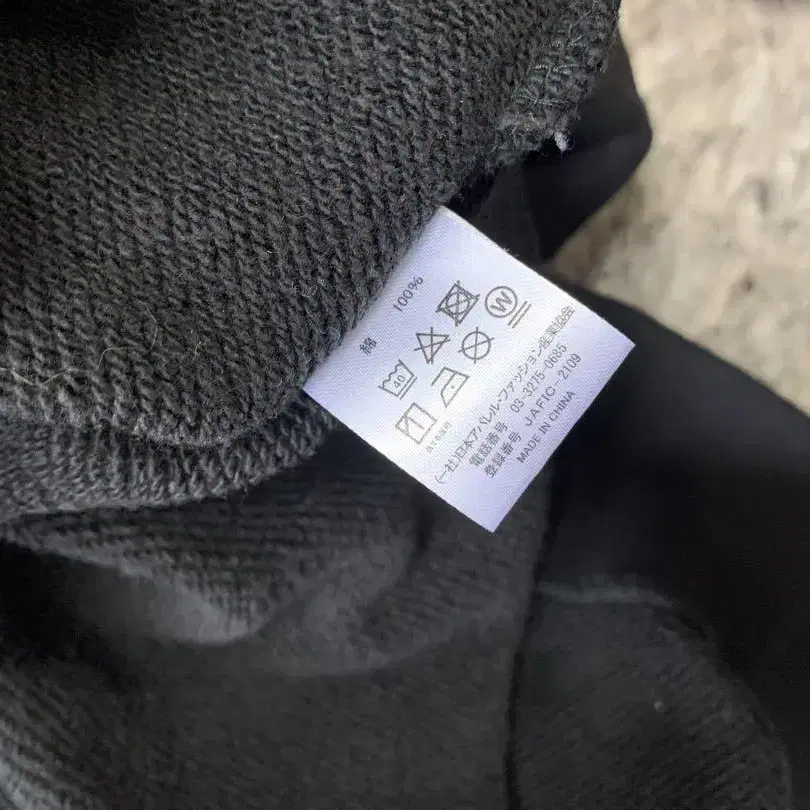 綿 100%
40
W
(一社)日本アパレル・ファッション産業協会
電話番号 03-3275-0685
登録番号 JAFIC-2109
MADE IN CHINA